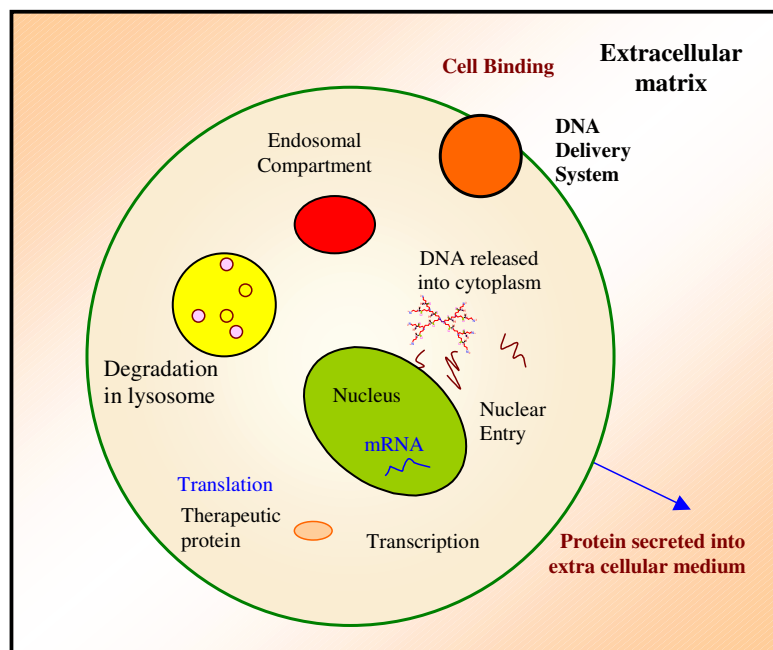 Extracellular
matrix
Cell Binding
DNA
Delivery
System
Endosomal
Compartment
DNA released
into cytoplasm
Degradation
in lysosome
Nucleus
Nuclear
Entry
mRNA
Translation
Therapeutic
protein
Transcription
Protein secreted into
extra cellular medium